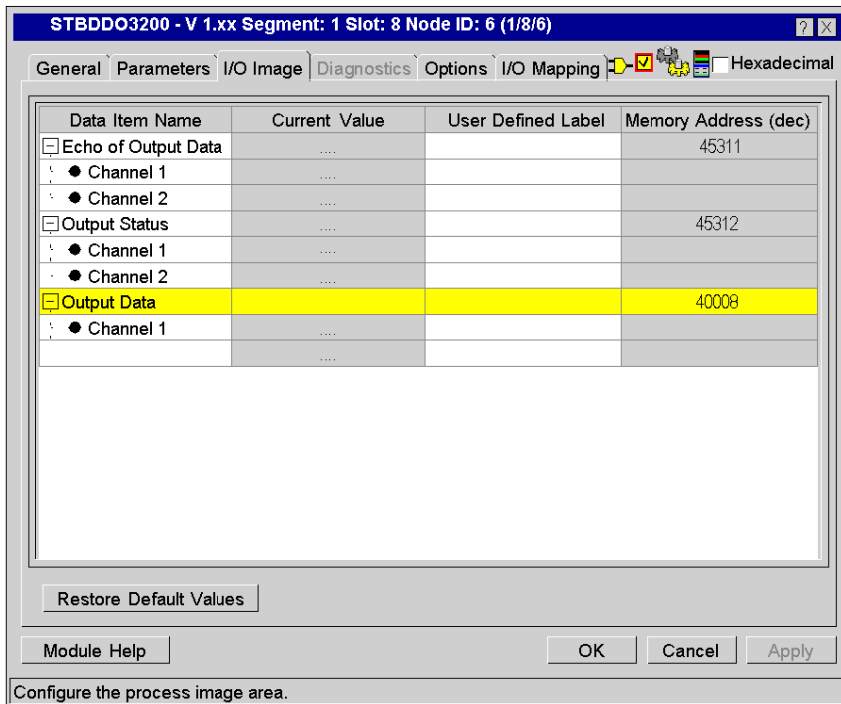 STBDDO3200 - V 1.xx Segment: 1 Slot: 8 Node ID: 6 (1/8/6) ? X
General Parameters I/O Image Diagnostics Options I/O Mapping Hexadecimal
Data Item Name Current Value User Defined Label Memory Address (dec)
Echo of Output Data .... 45311
Channel 1 ....
Channel 2 ....
Output Status .... 45312
Channel 1 ....
Channel 2 ....
Output Data 40008
Channel 1 ....
....
Restore Default Values
Module Help OK Cancel Apply
Configure the process image area.